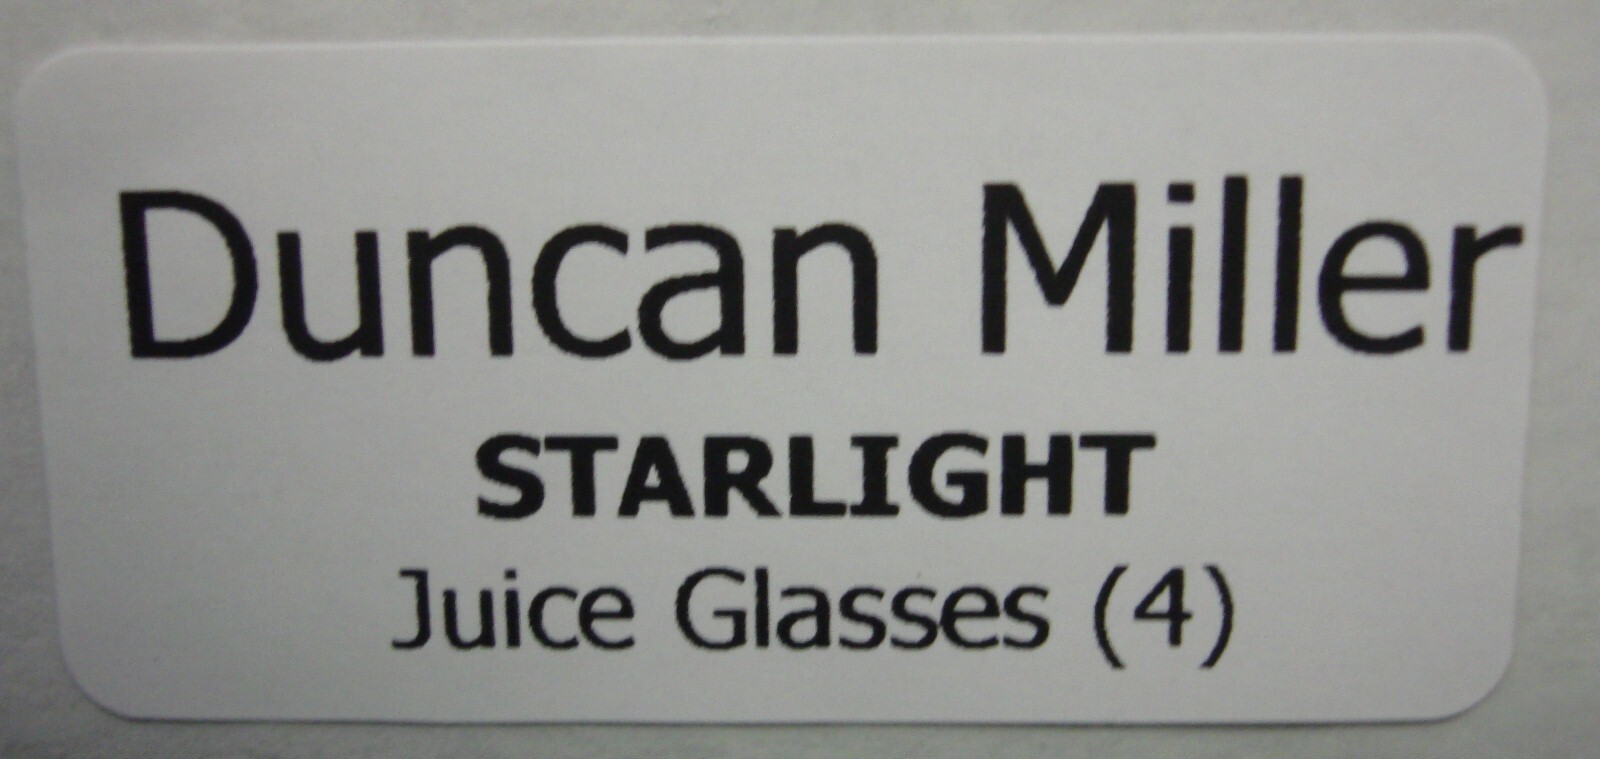 Duncan Miller
STARLIGHT
Juice Glasses (4)